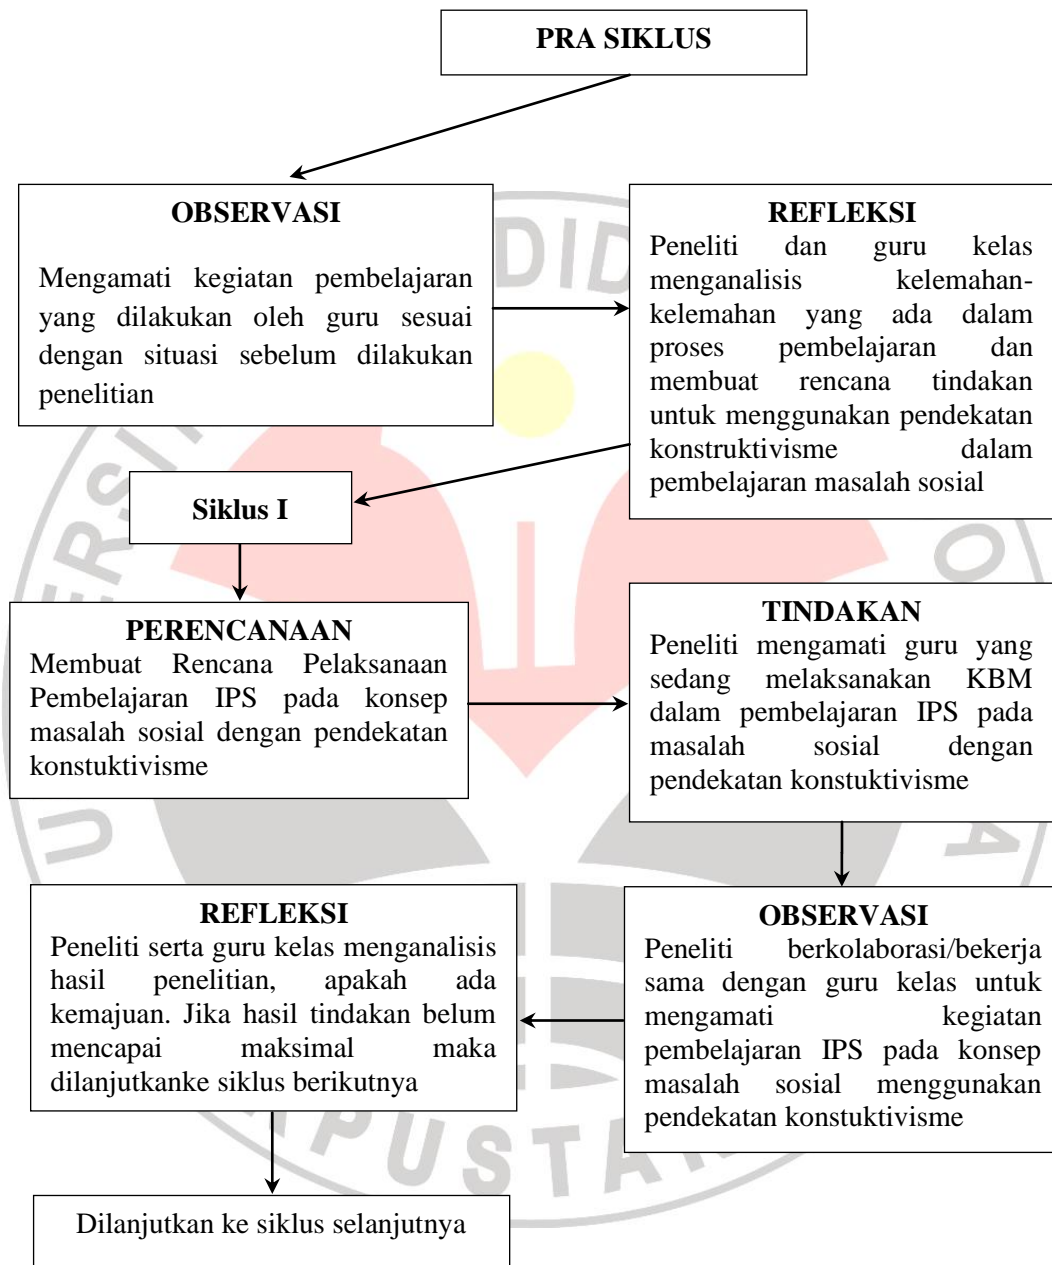 PRA SIKLUS
OBSERVASI
Mengamati kegiatan pembelajaran
yang dilakukan oleh guru sesuai
dengan situasi sebelum dilakukan
penelitian
REFLEKSI
Peneliti dan guru kelas
menganalisis kelemahan-
kelemahan yang ada dalam
proses pembelajaran dan
membuat rencana tindakan
untuk menggunakan pendekatan
konstruktivisme dalam
pembelajaran masalah sosial
Siklus I
PERENCANAAN
Membuat Rencana Pelaksanaan
Pembelajaran IPS pada konsep
masalah sosial dengan pendekatan
konstuktivisme
TINDAKAN
Peneliti mengamati guru yang
sedang melaksanakan KBM
dalam pembelajaran IPS pada
masalah sosial dengan
pendekatan konstuktivisme
OBSERVASI
Peneliti berkolaborasi/bekerja
sama dengan guru kelas untuk
mengamati kegiatan
pembelajaran IPS pada konsep
masalah sosial menggunakan
pendekatan konstuktivisme
REFLEKSI
Peneliti serta guru kelas menganalisis
hasil penelitian, apakah ada
kemajuan. Jika hasil tindakan belum
mencapai maksimal maka
dilanjutkanke siklus berikutnya
Dilanjutkan ke siklus selanjutnya